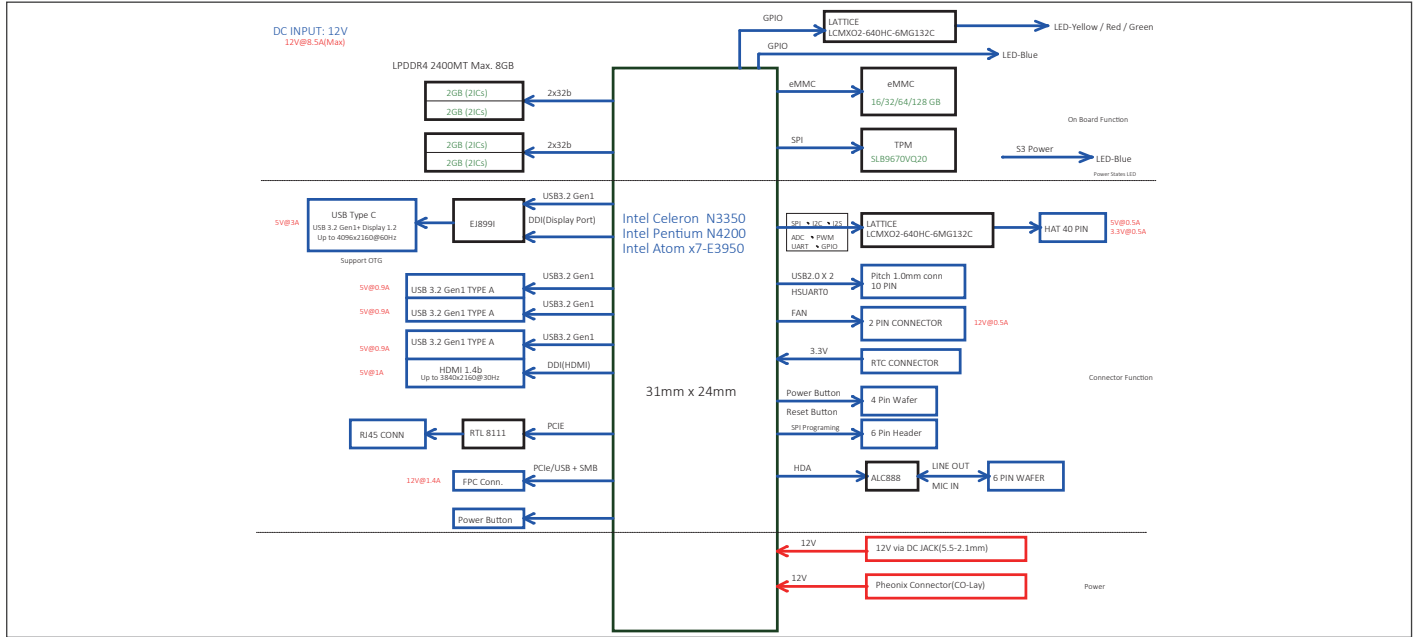 DC INPUT: 12V
12V@8.5A(Max)
LPDDR4 2400MT Max. 8GB
2GB (2ICs)
2GB (2ICs)
2x32b
2GB (2ICs)
2GB (2ICs)
2x32b
GPIO
LATTICE
LCMXO2-640HC-6MG132C
LED-Yellow / Red / Green
GPIO
LED-Blue
eMMC
eMMC
16/32/64/128 GB
On Board Function
SPI
TPM
SLB9670VQ20
S3 Power
LED-Blue
Power States LED
5V@3A
USB Type C
USB 3.2 Gen1+ Display 1.2
Up to 4096x2160@60Hz
Support OTG
EJ899I
USB3.2 Gen1
DDI(Display Port)
5V@0.9A
USB 3.2 Gen1 TYPE A
USB3.2 Gen1
5V@0.9A
USB 3.2 Gen1 TYPE A
USB3.2 Gen1
5V@0.9A
USB 3.2 Gen1 TYPE A
USB3.2 Gen1
5V@1A
HDMI 1.4b
Up to 3840x2160@30Hz
DDI(HDMI)
RJ45 CONN
RTL 8111
PCIE
12V@1.4A
FPC Conn.
PCIe/USB + SMB
Power Button
Intel Celeron N3350
Intel Pentium N4200
Intel Atom x7-E3950
31mm x 24mm
SPI、I2C、I2S
ADC、PWM
UART、GPIO
LATTICE
LCMXO2-640HC-6MG132C
HAT 40 PIN
5V@0.5A
3.3V@0.5A
USB2.0 X 2
HSUART0
Pitch 1.0mm conn
10 PIN
FAN
2 PIN CONNECTOR
12V@0.5A
3.3V
RTC CONNECTOR
Connector Function
Power Button
Reset Button
4 Pin Wafer
SPI Programing
6 Pin Header
HDA
ALC888
LINE OUT
MIC IN
6 PIN WAFER
12V
12V via DC JACK(5.5-2.1mm)
12V
Pheonix Connector(CO-Lay)
Power